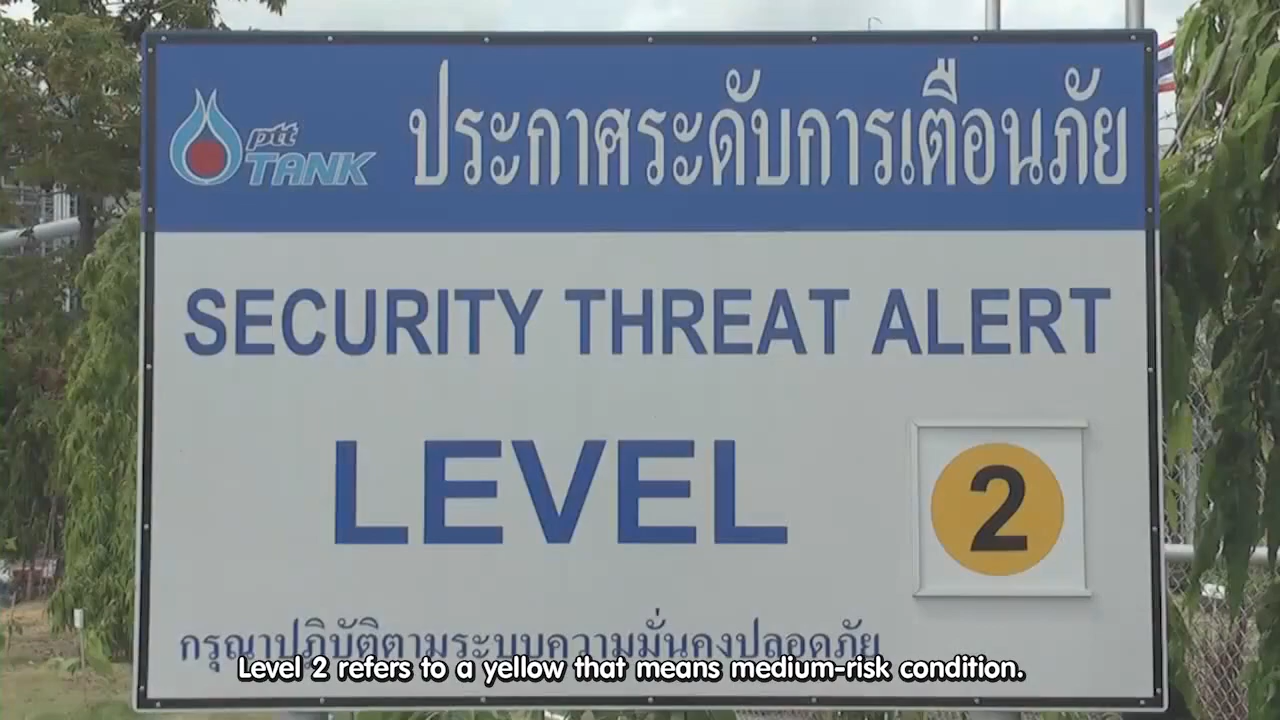 ptt
TANK
ประกาศระดับการเตือนภัย
SECURITY THREAT ALERT
LEVEL 2
กรุณาปฏิบัติตามระบบความมั่นคงปลอดภัย
Level 2 refers to a yellow that means medium-risk condition.